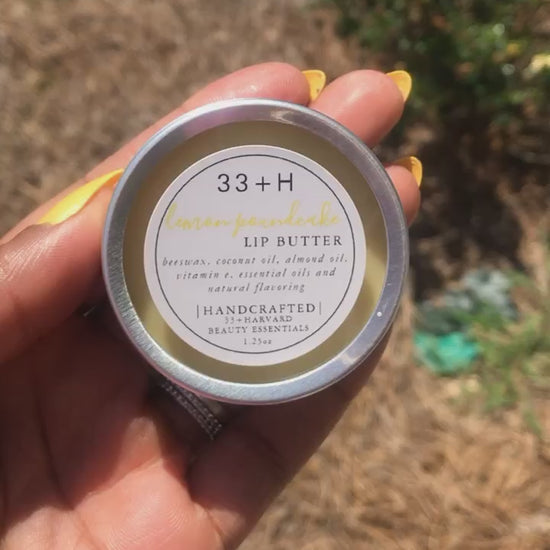 33+H
lemon poundcake
LIP BUTTER
beeswax, coconut oil, almond oil,
vitamin e, essential oils and
natural flavoring
|HANDCRAFTED|
33+HARVARD
BEAUTY ESSENTIALS
1.25oz